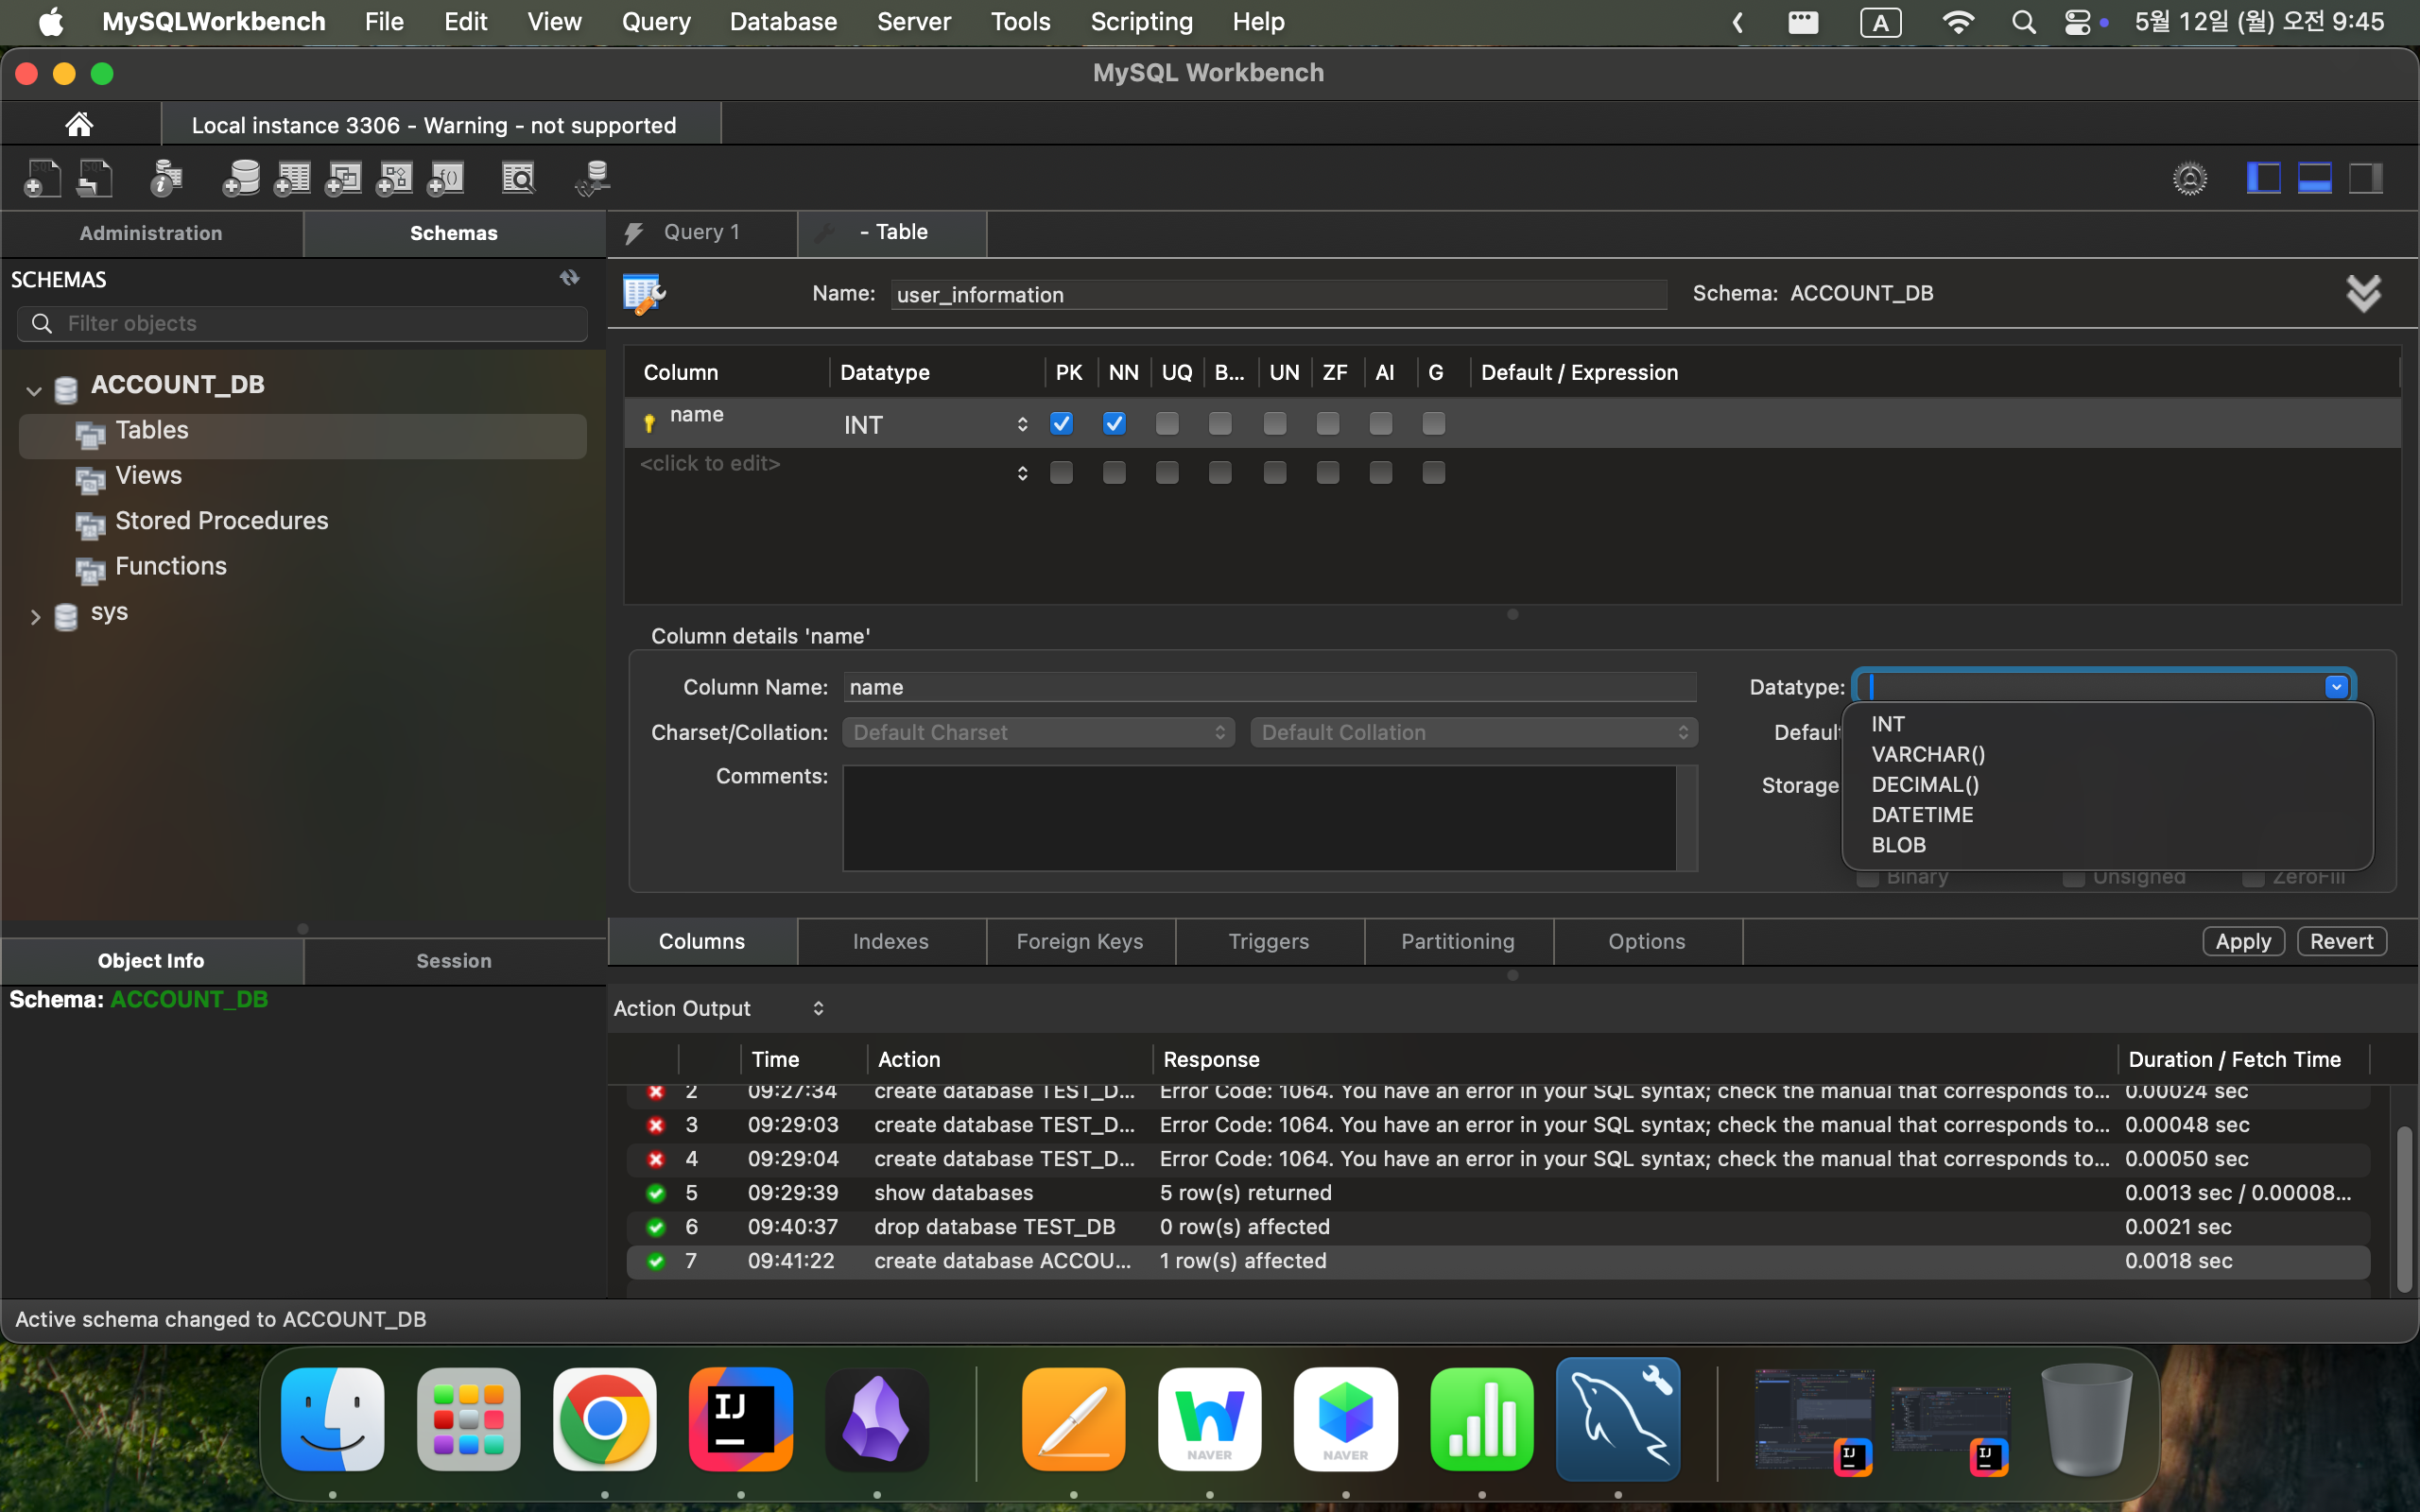 MySQLWorkbench File Edit View Query Database Server Tools Scripting Help A 5월 12일 (월) 오전 9:45
MySQL Workbench
Local instance 3306 - Warning - not supported
Administration Schemas Query 1 - Table
SCHEMAS
Filter objects
Name: user_information Schema: ACCOUNT_DB
ACCOUNT_DB
Tables
Views
Stored Procedures
Functions
sys
Column Datatype PK NN UQ B... UN ZF AI G Default / Expression
name INT
<click to edit>
Column details 'name'
Column Name: name Datatype:
Charset/Collation: Default Charset Default Collation Default
Comments: Storage
INT
VARCHAR()
DECIMAL()
DATETIME
BLOB
Binary Unsigned ZeroFill
Columns Indexes Foreign Keys Triggers Partitioning Options Apply Revert
Object Info Session
Schema: ACCOUNT_DB
Action Output
Time Action Response Duration / Fetch Time
2 09:27:34 create database TEST_D... Error Code: 1064. You have an error in your SQL syntax; check the manual that corresponds to... 0.00024 sec
3 09:29:03 create database TEST_D... Error Code: 1064. You have an error in your SQL syntax; check the manual that corresponds to... 0.00048 sec
4 09:29:04 create database TEST_D... Error Code: 1064. You have an error in your SQL syntax; check the manual that corresponds to... 0.00050 sec
5 09:29:39 show databases 5 row(s) returned 0.0013 sec / 0.00008...
6 09:40:37 drop database TEST_DB 0 row(s) affected 0.0021 sec
7 09:41:22 create database ACCOU... 1 row(s) affected 0.0018 sec
Active schema changed to ACCOUNT_DB
IJ
NAVER
NAVER
IJ
IJ